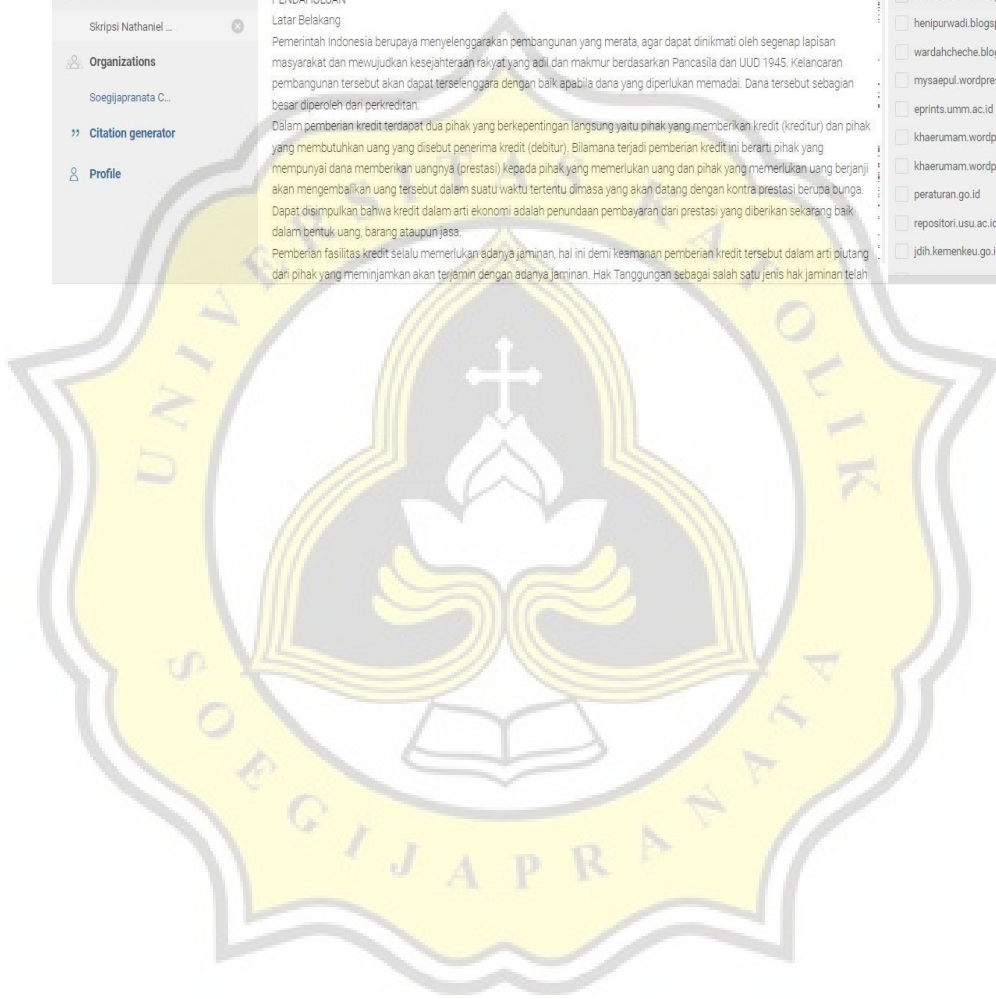 PENDAHULUAN
Skripsi Nathaniel ...
Organizations
Soegijapranata C...
Citation generator
Profile
Latar Belakang
Pemerintah Indonesia berupaya menyelenggarakan pembangunan yang merata, agar dapat dinikmati oleh segenap lapisan
masyarakat dan mewujudkan kesejahteraan rakyat yang adil dan makmur berdasarkan Pancasila dan UUD 1945. Kelancaran
pembangunan tersebut akan dapat terselenggara dengan baik apabila dana yang diperlukan memadai. Dana tersebut sebagian
besar diperoleh dari perkreditan.
Dalam pemberian kredit terdapat dua pihak yang berkepentingan langsung yaitu pihak yang memberikan kredit (kreditur) dan pihak
yang membutuhkan uang yang disebut penerima kredit (debitur). Bilamana terjadi pemberian kredit ini berarti pihak yang
mempunyai dana memberikan uangnya (prestasi) kepada pihak yang memerlukan uang dan pihak yang memerlukan uang berjanji
akan mengembalikan uang tersebut dalam suatu waktu tertentu dimasa yang akan datang dengan kontra prestasi berupa bunga.
Dapat disimpulkan bahwa kredit dalam arti ekonomi adalah penundaan pembayaran dari prestasi yang diberikan sekarang baik
dalam bentuk uang, barang ataupun jasa.
Pemberian fasilitas kredit selalu memerlukan adanya jaminan, hal ini demi keamanan pemberian kredit tersebut dalam arti piutang
dari pihak yang meminjamkan akan terjamin dengan adanya jaminan. Hak Tanggungan sebagai salah satu jenis hak jaminan telah
henipurwadi.blogsp
wardahcheche.blog
mysaepul.wordpres
eprints.umm.ac.id
khaerumam.wordp
khaerumam.wordp
peraturan.go.id
repositori.usu.ac.id
jdih.kemenkeu.go.i
UNIVERSITAS KATOLIK
SOEGIJAPRANATA